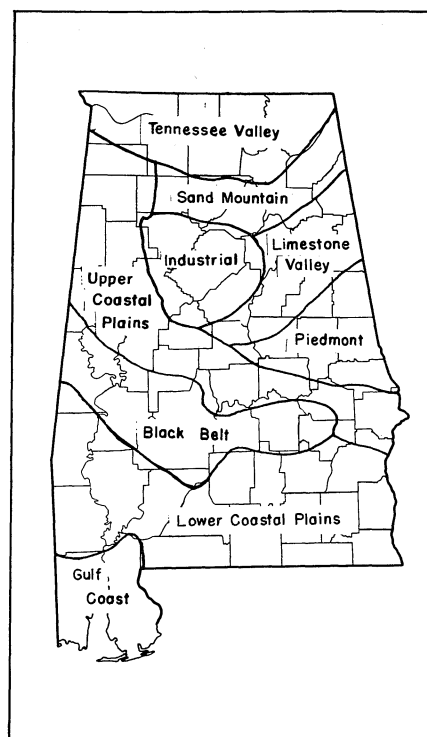 Tennessee Valley
Sand Mountain
Industrial
Limestone
Valley
Upper
Coastal
Plains
Piedmont
Black Belt
Lower Coastal Plains
Gulf
Coast